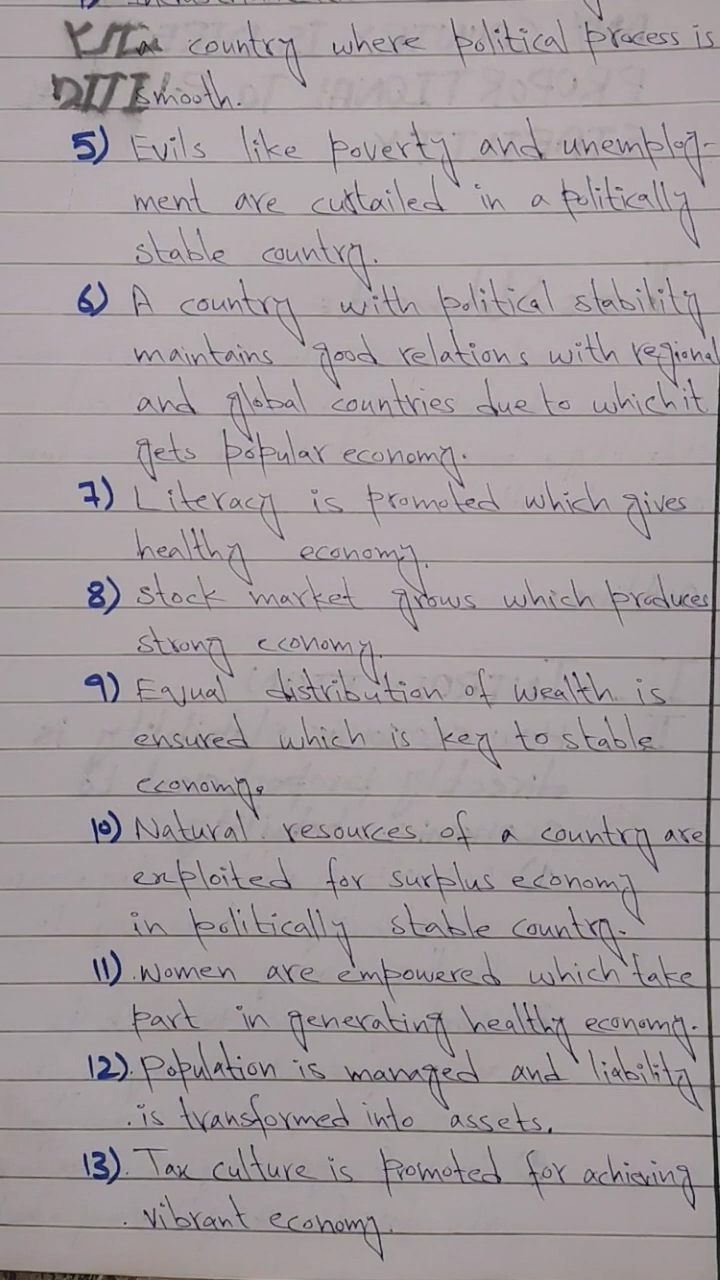 a country where political process is
smooth.
5) Evils like poverty and unemploy-
ment are curtailed in a politically
stable country.
6) A country with political stability
maintains good relations with regional
and global countries due to which it
gets popular economy.
7) Literacy is promoted which gives
healthy economy.
8) stock market grows which produces
strong economy.
9) Equal distribution of wealth is
ensured which is key to stable
economy.
10) Natural resources of a country are
exploited for surplus economy
in politically stable country.
11). Women are empowered which take
part in generating healthy economy.
12). Population is managed and liability
is transformed into assets.
13). Tax culture is promoted for achieving
vibrant economy.